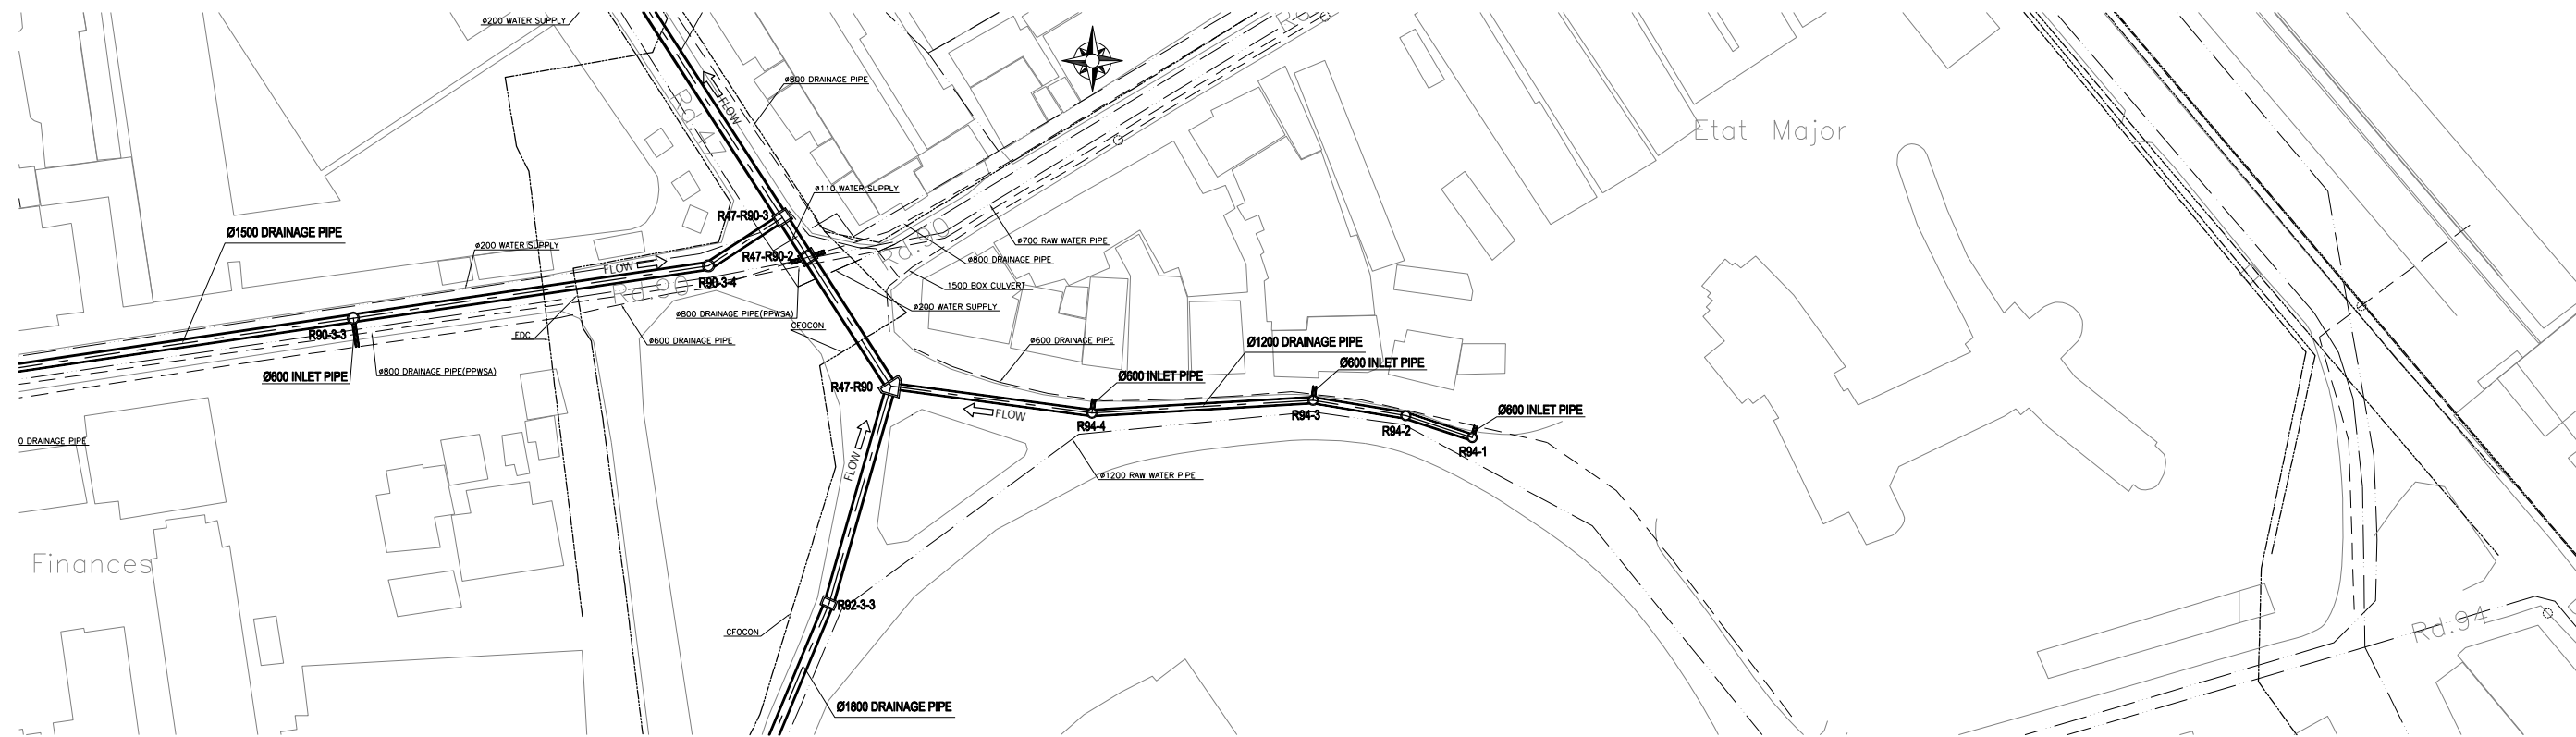 ø200 WATER SUPPLY
ø800 DRAINAGE PIPE
FLOW
Rd.47
Etat Major
ø110 WATER SUPPLY
R47-R90-3
Ø1500 DRAINAGE PIPE
ø200 WATER SUPPLY
Rd.90
ø700 RAW WATER PIPE
R47-R90-2
ø800 DRAINAGE PIPE
FLOW
R90-3-4
Rd.90
1500 BOX CULVERT
ø200 WATER SUPPLY
ø800 DRAINAGE PIPE(PPWSA)
CFOCON
R90-3-3
EDC
ø600 DRAINAGE PIPE
ø600 DRAINAGE PIPE
Ø1200 DRAINAGE PIPE
Ø600 INLET PIPE
ø800 DRAINAGE PIPE(PPWSA)
Ø600 INLET PIPE
Ø600 INLET PIPE
R47-R90
FLOW
R94-4
R94-3
R94-2
Ø600 INLET PIPE
R94-1
0 DRAINAGE PIPE
FLOW
ø1200 RAW WATER PIPE
Finances
R92-3-3
CFOCON
Rd.94
Ø1800 DRAINAGE PIPE